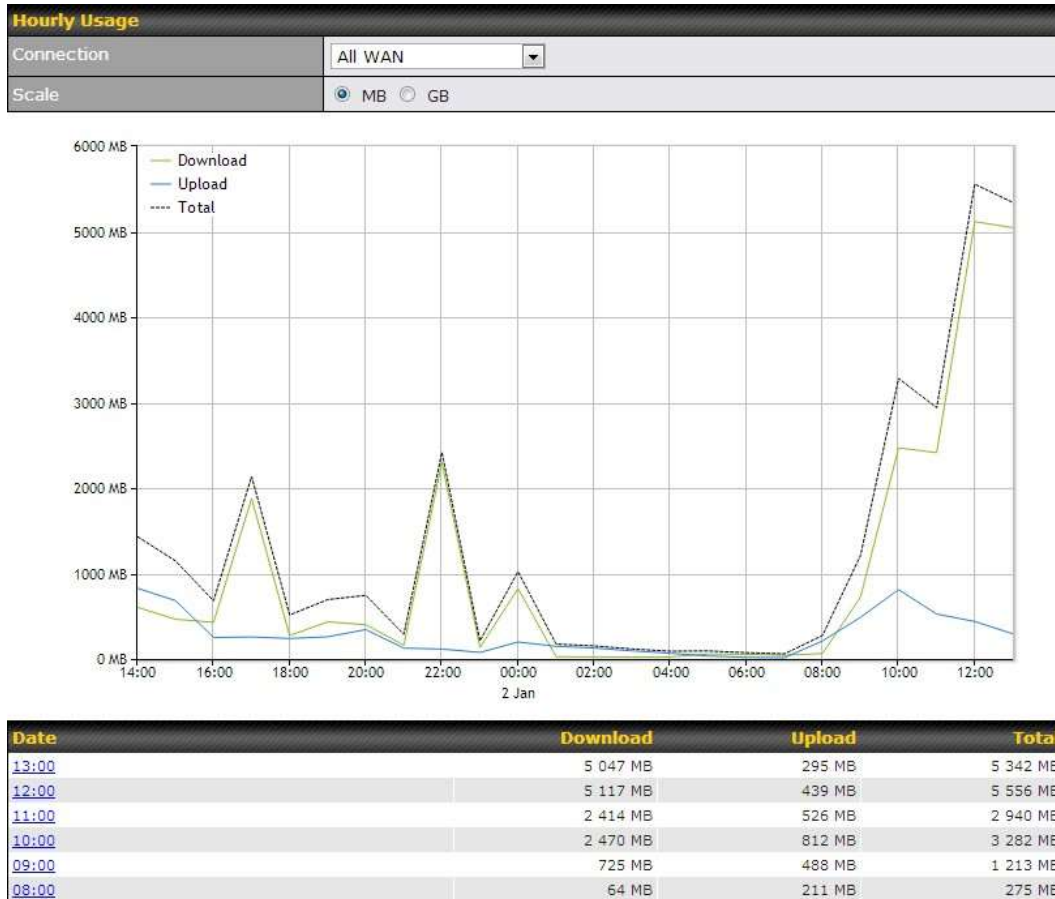 Hourly Usage
Connection All WAN
Scale MB GB
6000 MB
Download
Upload
Total
5000 MB
4000 MB
3000 MB
2000 MB
1000 MB
0 MB
14:00 16:00 18:00 20:00 22:00 00:00 02:00 04:00 06:00 08:00 10:00 12:00
2 Jan
Date Download Upload Total
13:00 5 047 MB 295 MB 5 342 MB
12:00 5 117 MB 439 MB 5 556 MB
11:00 2 414 MB 526 MB 2 940 MB
10:00 2 470 MB 812 MB 3 282 MB
09:00 725 MB 488 MB 1 213 MB
08:00 64 MB 211 MB 275 MB